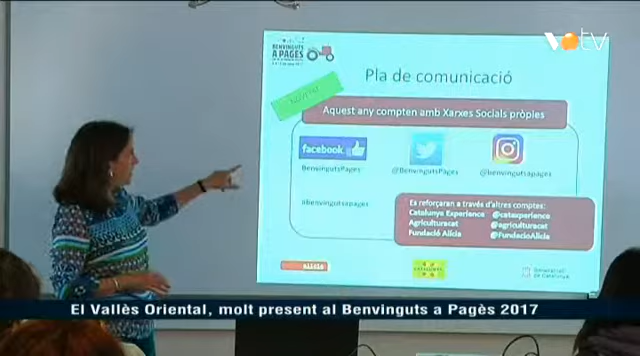 votv
BENVINGUTS
A PAGÈS
Pla de comunicació
NOVETAT
Aquest any compten amb Xarxes Socials pròpies
facebook
BenvingutsPages
@BenvingutsPagès
@benvingutsapages
#Benvingutsapages
Es reforçaran a través d'altres comptes:
Catalunya Experience @catexperience
Agriculturacat @agriculturacat
Fundació Alícia @FundacioAlicia
alícia
Generalitat
de Catalunya
El Vallès Oriental, molt present al Benvinguts a Pagès 2017